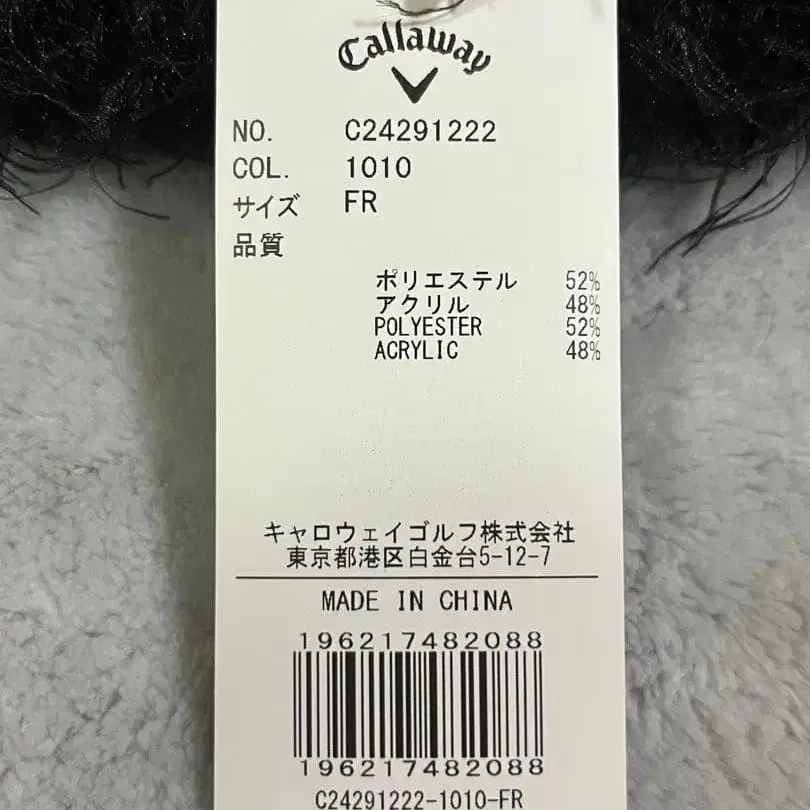 Callaway
NO. C24291222
COL. 1010
サイズ FR
品質
ポリエステル 52%
アクリル 48%
POLYESTER 52%
ACRYLIC 48%
キャロウェイゴルフ株式会社
東京都港区白金台5-12-7
MADE IN CHINA
196217482088
196217482088
C24291222-1010-FR